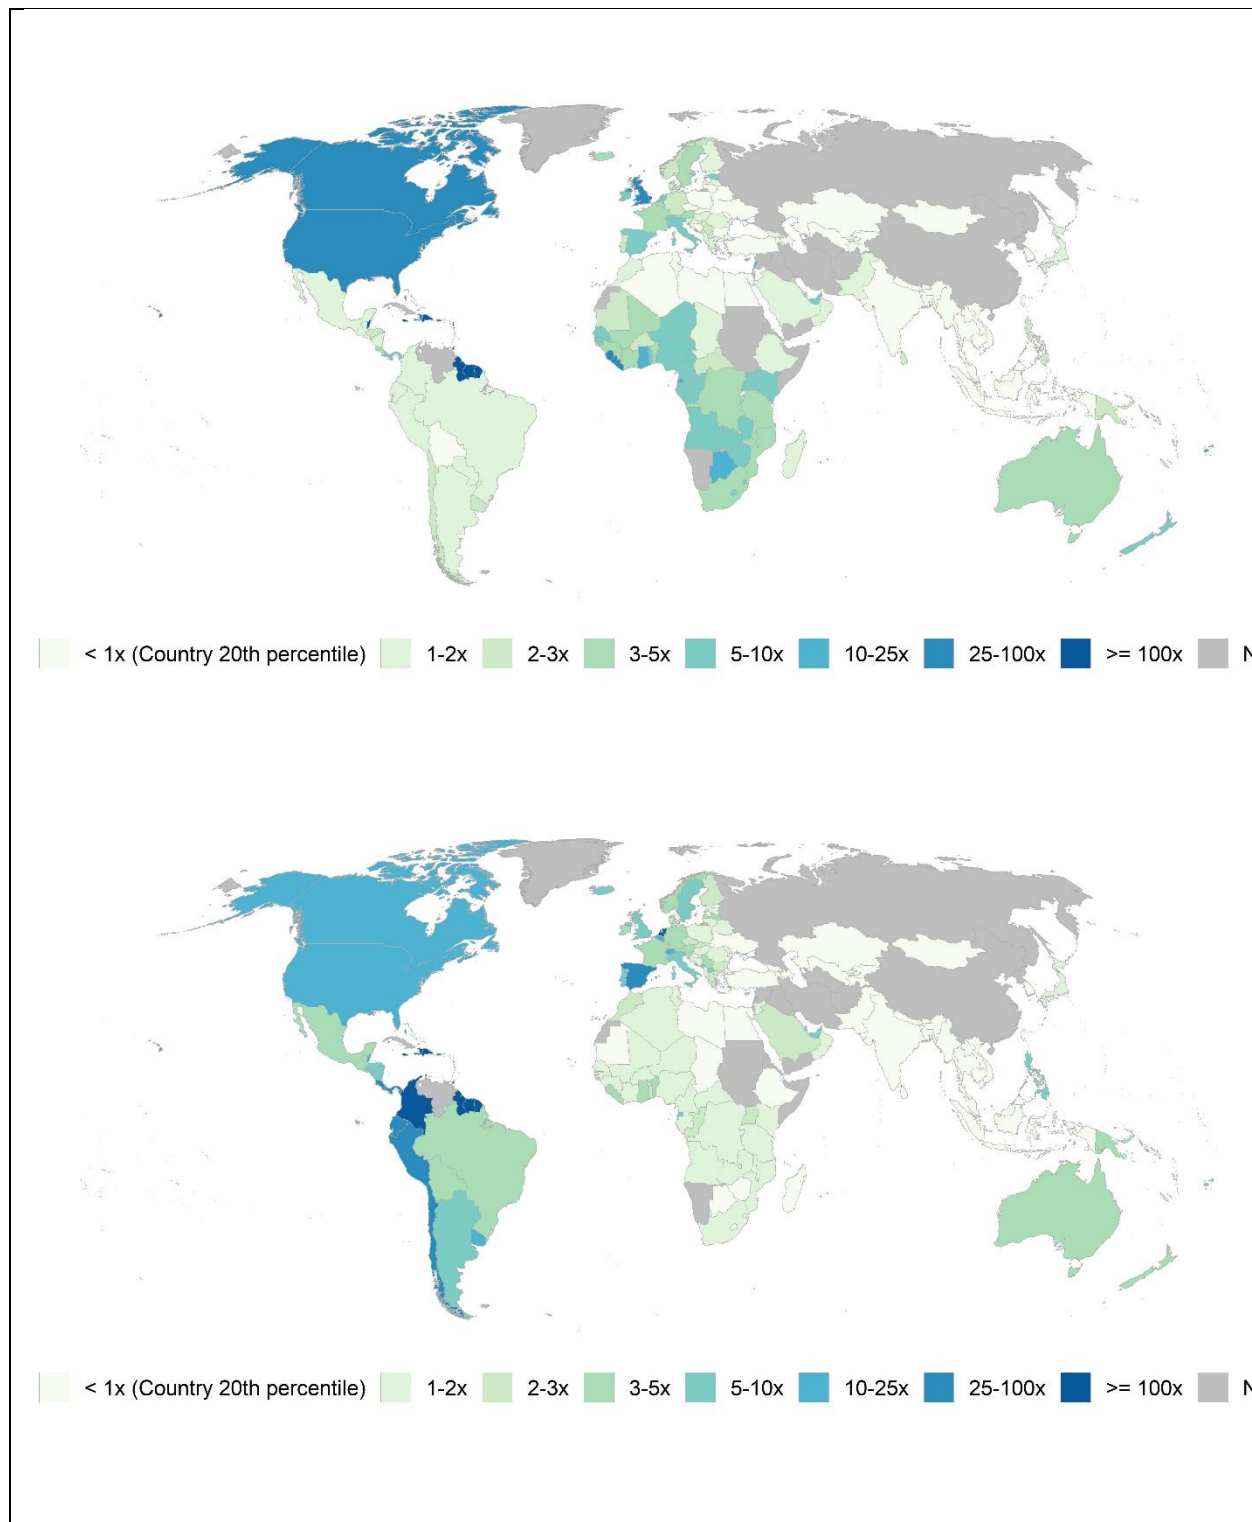 < 1x (Country 20th percentile) 1-2x 2-3x 3-5x 5-10x 10-25x 25-100x >= 100x N
< 1x (Country 20th percentile) 1-2x 2-3x 3-5x 5-10x 10-25x 25-100x >= 100x N